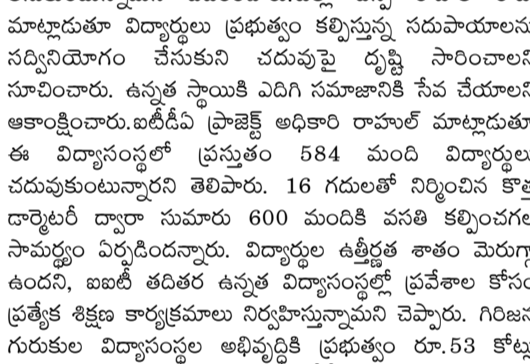 మాట్లాడుతూ విద్యార్థులు ప్రభుత్వం కల్పిస్తున్న సదుపాయాలను
సద్వినియోగం చేసుకుని చదువుపై దృష్టి సారించాలని
సూచించారు. ఉన్నత స్థాయికి ఎదిగి సమాజానికి సేవ చేయాలని
ఆకాంక్షించారు.ఐటీడీఏ ప్రాజెక్ట్ అధికారి రాహుల్ మాట్లాడుతూ
ఈ విద్యాసంస్థలో ప్రస్తుతం 584 మంది విద్యార్థులు
చదువుకుంటున్నారని తెలిపారు. 16 గదులతో నిర్మించిన కొత్త
డార్మెటరీ ద్వారా సుమారు 600 మందికి వసతి కల్పించగల
సామర్థ్యం ఏర్పడిందన్నారు. విద్యార్థుల ఉత్తీర్ణత శాతం మెరుగ్గా
ఉందని, ఐఐటీ తదితర ఉన్నత విద్యాసంస్థల్లో ప్రవేశాల కోసం
ప్రత్యేక శిక్షణ కార్యక్రమాలు నిర్వహిస్తున్నామని చెప్పారు. గిరిజన
గురుకుల విద్యాసంస్థల అభివృద్ధికి ప్రభుత్వం రూ.53 కోట్లు